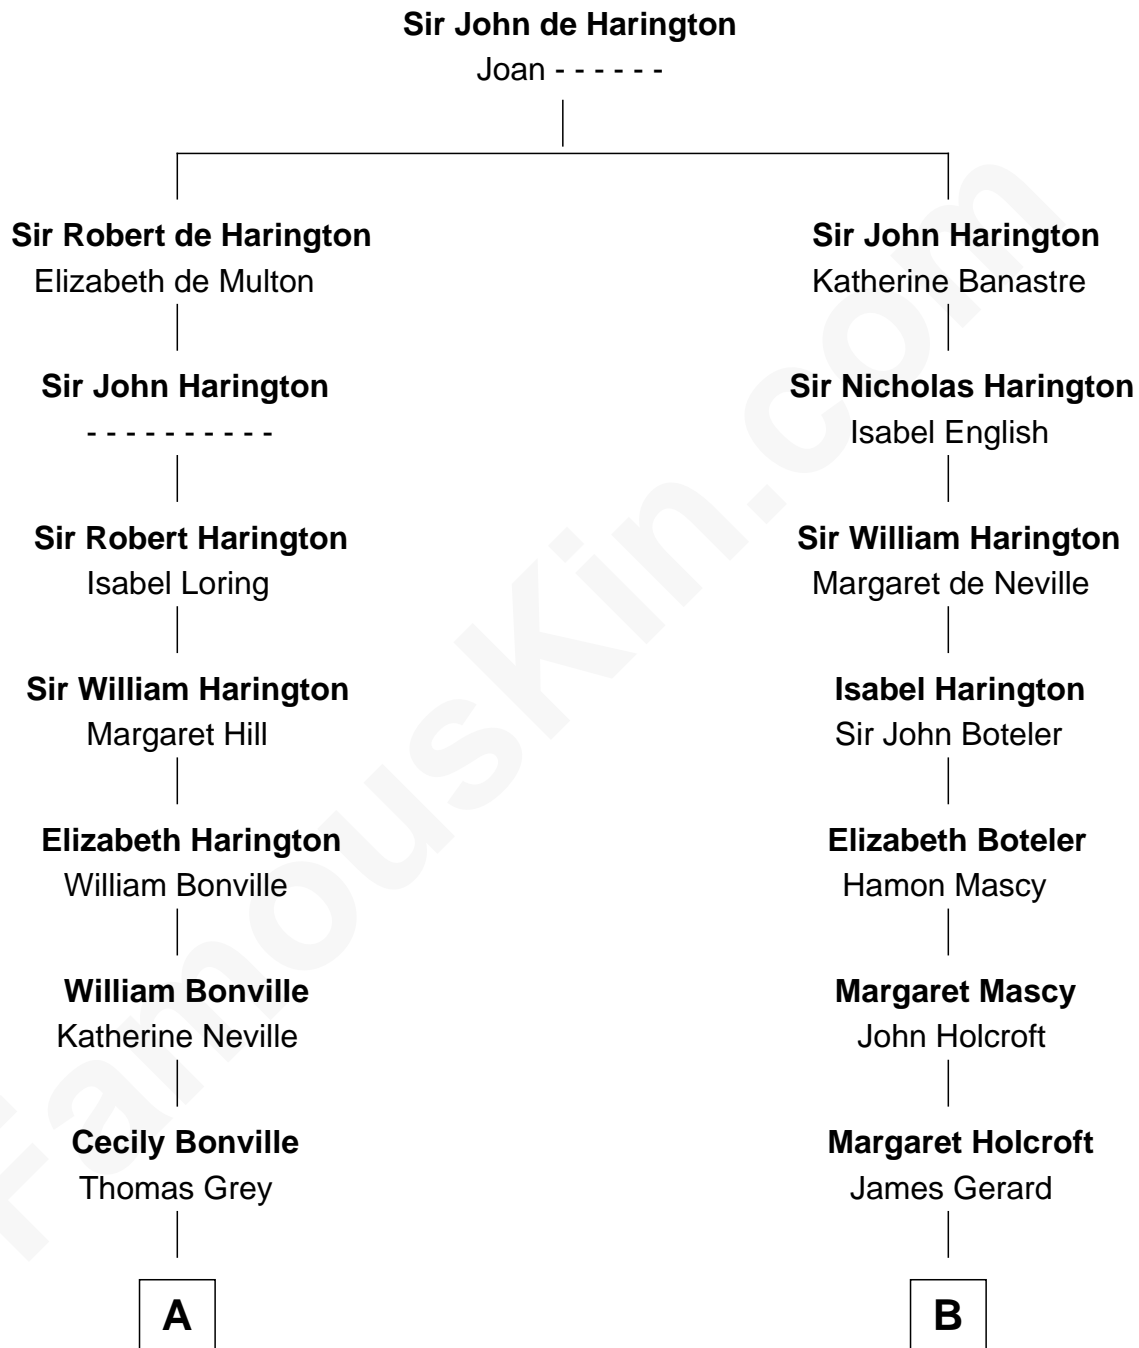 Sir John de Harington
Joan - - - - - -
Sir Robert de Harington
Elizabeth de Multon
Sir John Harington
Katherine Banastre
Sir John Harington
- - - - - - - - - -
Sir Nicholas Harington
Isabel English
Sir Robert Harington
Isabel Loring
Sir William Harington
Margaret de Neville
Sir William Harington
Margaret Hill
Isabel Harington
Sir John Boteler
Elizabeth Harington
William Bonville
Elizabeth Boteler
Hamon Mascy
William Bonville
Katherine Neville
Margaret Mascy
John Holcroft
Cecily Bonville
Thomas Grey
Margaret Holcroft
James Gerard
A
B
FamousKin.com